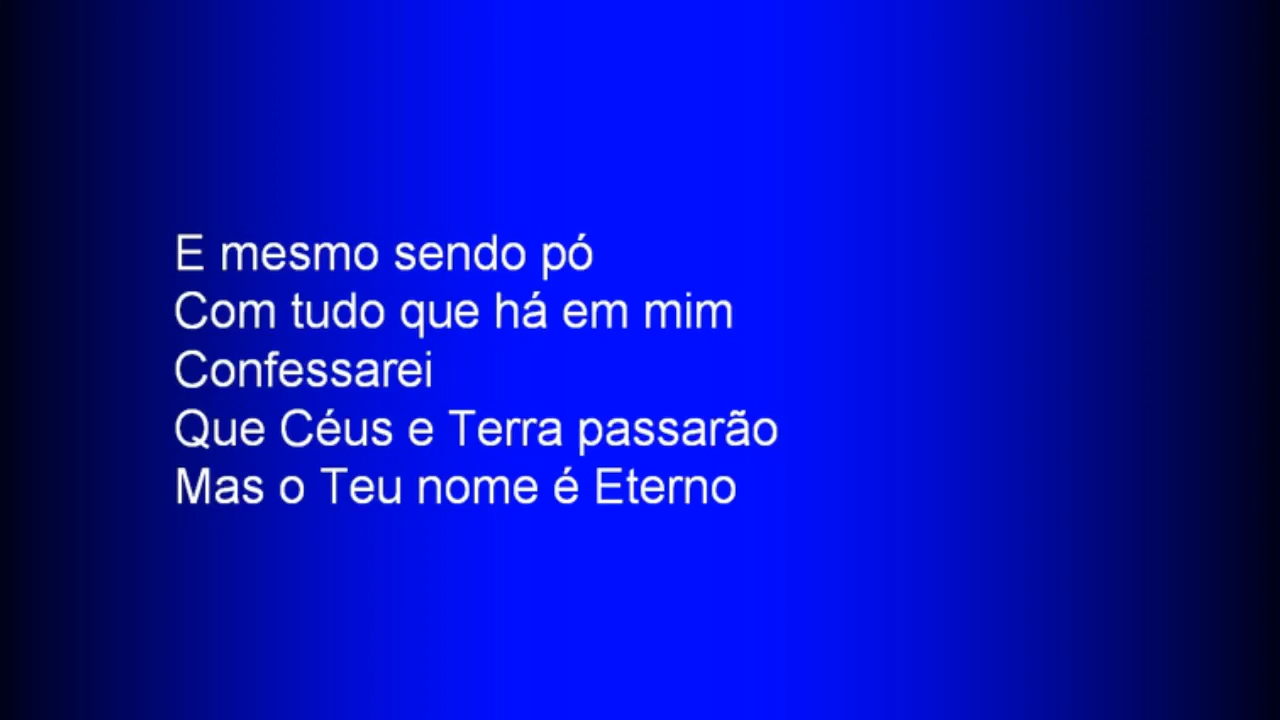 E mesmo sendo pó
Com tudo que há em mim
Confessarei
Que Céus e Terra passarão
Mas o Teu nome é Eterno